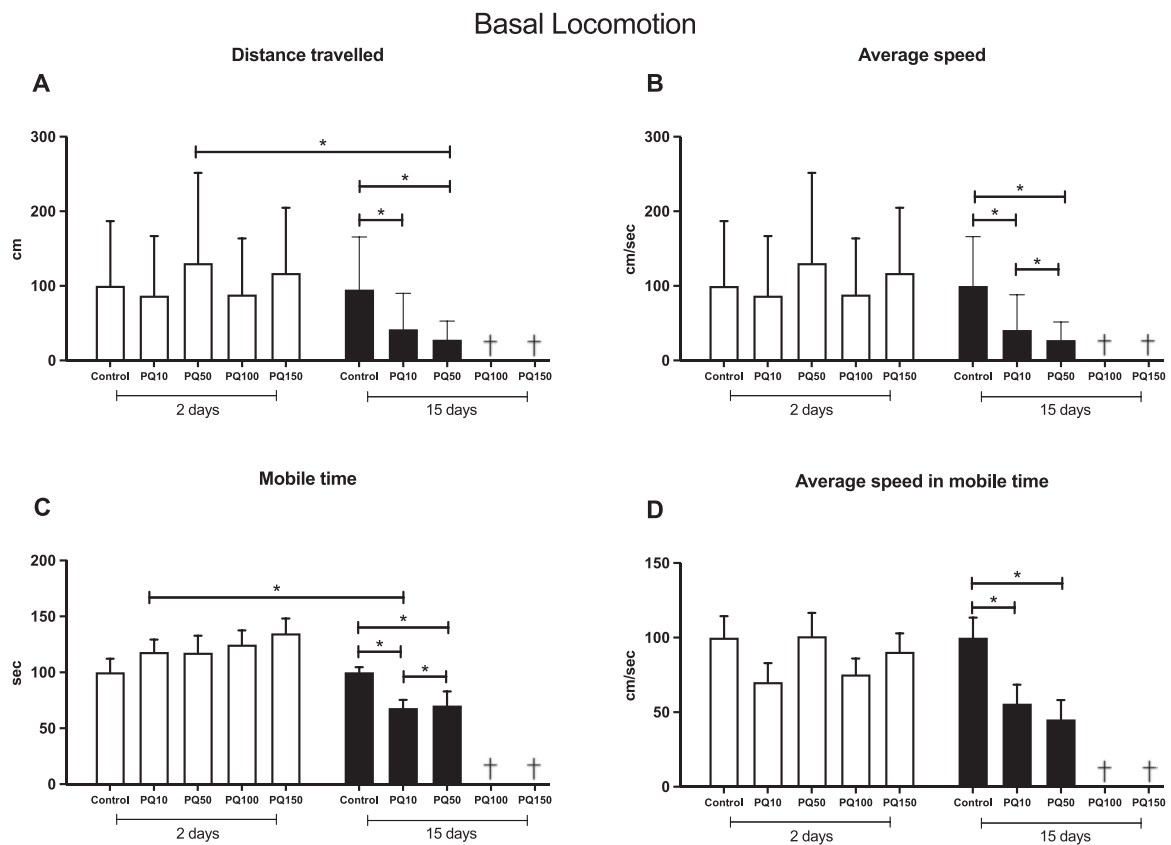 Basal Locomotion
Distance travelled
A
300
200
100
0
cm
*
*
*
† †
Control PQ10 PQ50 PQ100 PQ150 Control PQ10 PQ50 PQ100 PQ150
2 days 15 days
Average speed
B
300
200
100
0
cm/sec
*
*
*
† †
Control PQ10 PQ50 PQ100 PQ150 Control PQ10 PQ50 PQ100 PQ150
2 days 15 days
Mobile time
C
200
150
100
50
0
sec
*
*
*
*
† †
Control PQ10 PQ50 PQ100 PQ150 Control PQ10 PQ50 PQ100 PQ150
2 days 15 days
Average speed in mobile time
D
150
100
50
0
cm/sec
*
*
† †
Control PQ10 PQ50 PQ100 PQ150 Control PQ10 PQ50 PQ100 PQ150
2 days 15 days